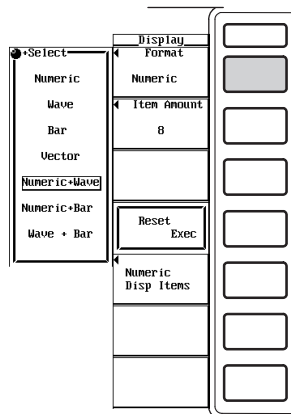 Display
Select
Numeric
Wave
Bar
Vector
Numeric+Wave
Numeric+Bar
Wave + Bar
Format
Numeric
Item Amount
8
Reset
Exec
Numeric
Disp Items